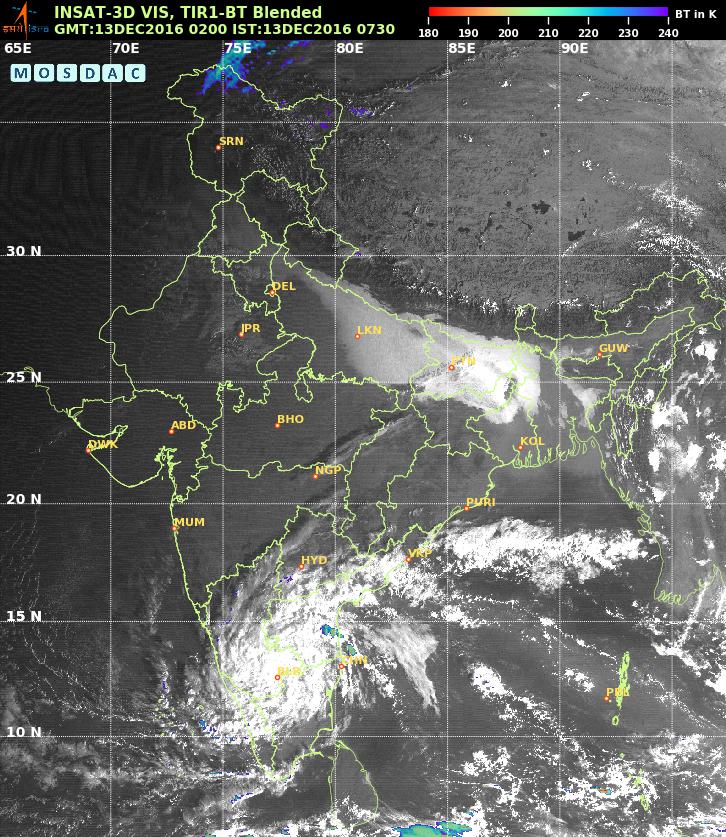 INSAT-3D VIS, TIR1-BT Blended
GMT:13DEC2016 0200 IST:13DEC2016 0730
BT in K
180 190 200 210 220 230 240
65E 70E 75E 80E 85E 90E
MOSDAC
SRN
30 N
DEL
JPR LKN
GUW
PTN
25 N
ABD BHO
DWK KOL
NGP
20 N
PURI
MUM
VKP
HYD
15 N
BLR CHN
PBL
10 N